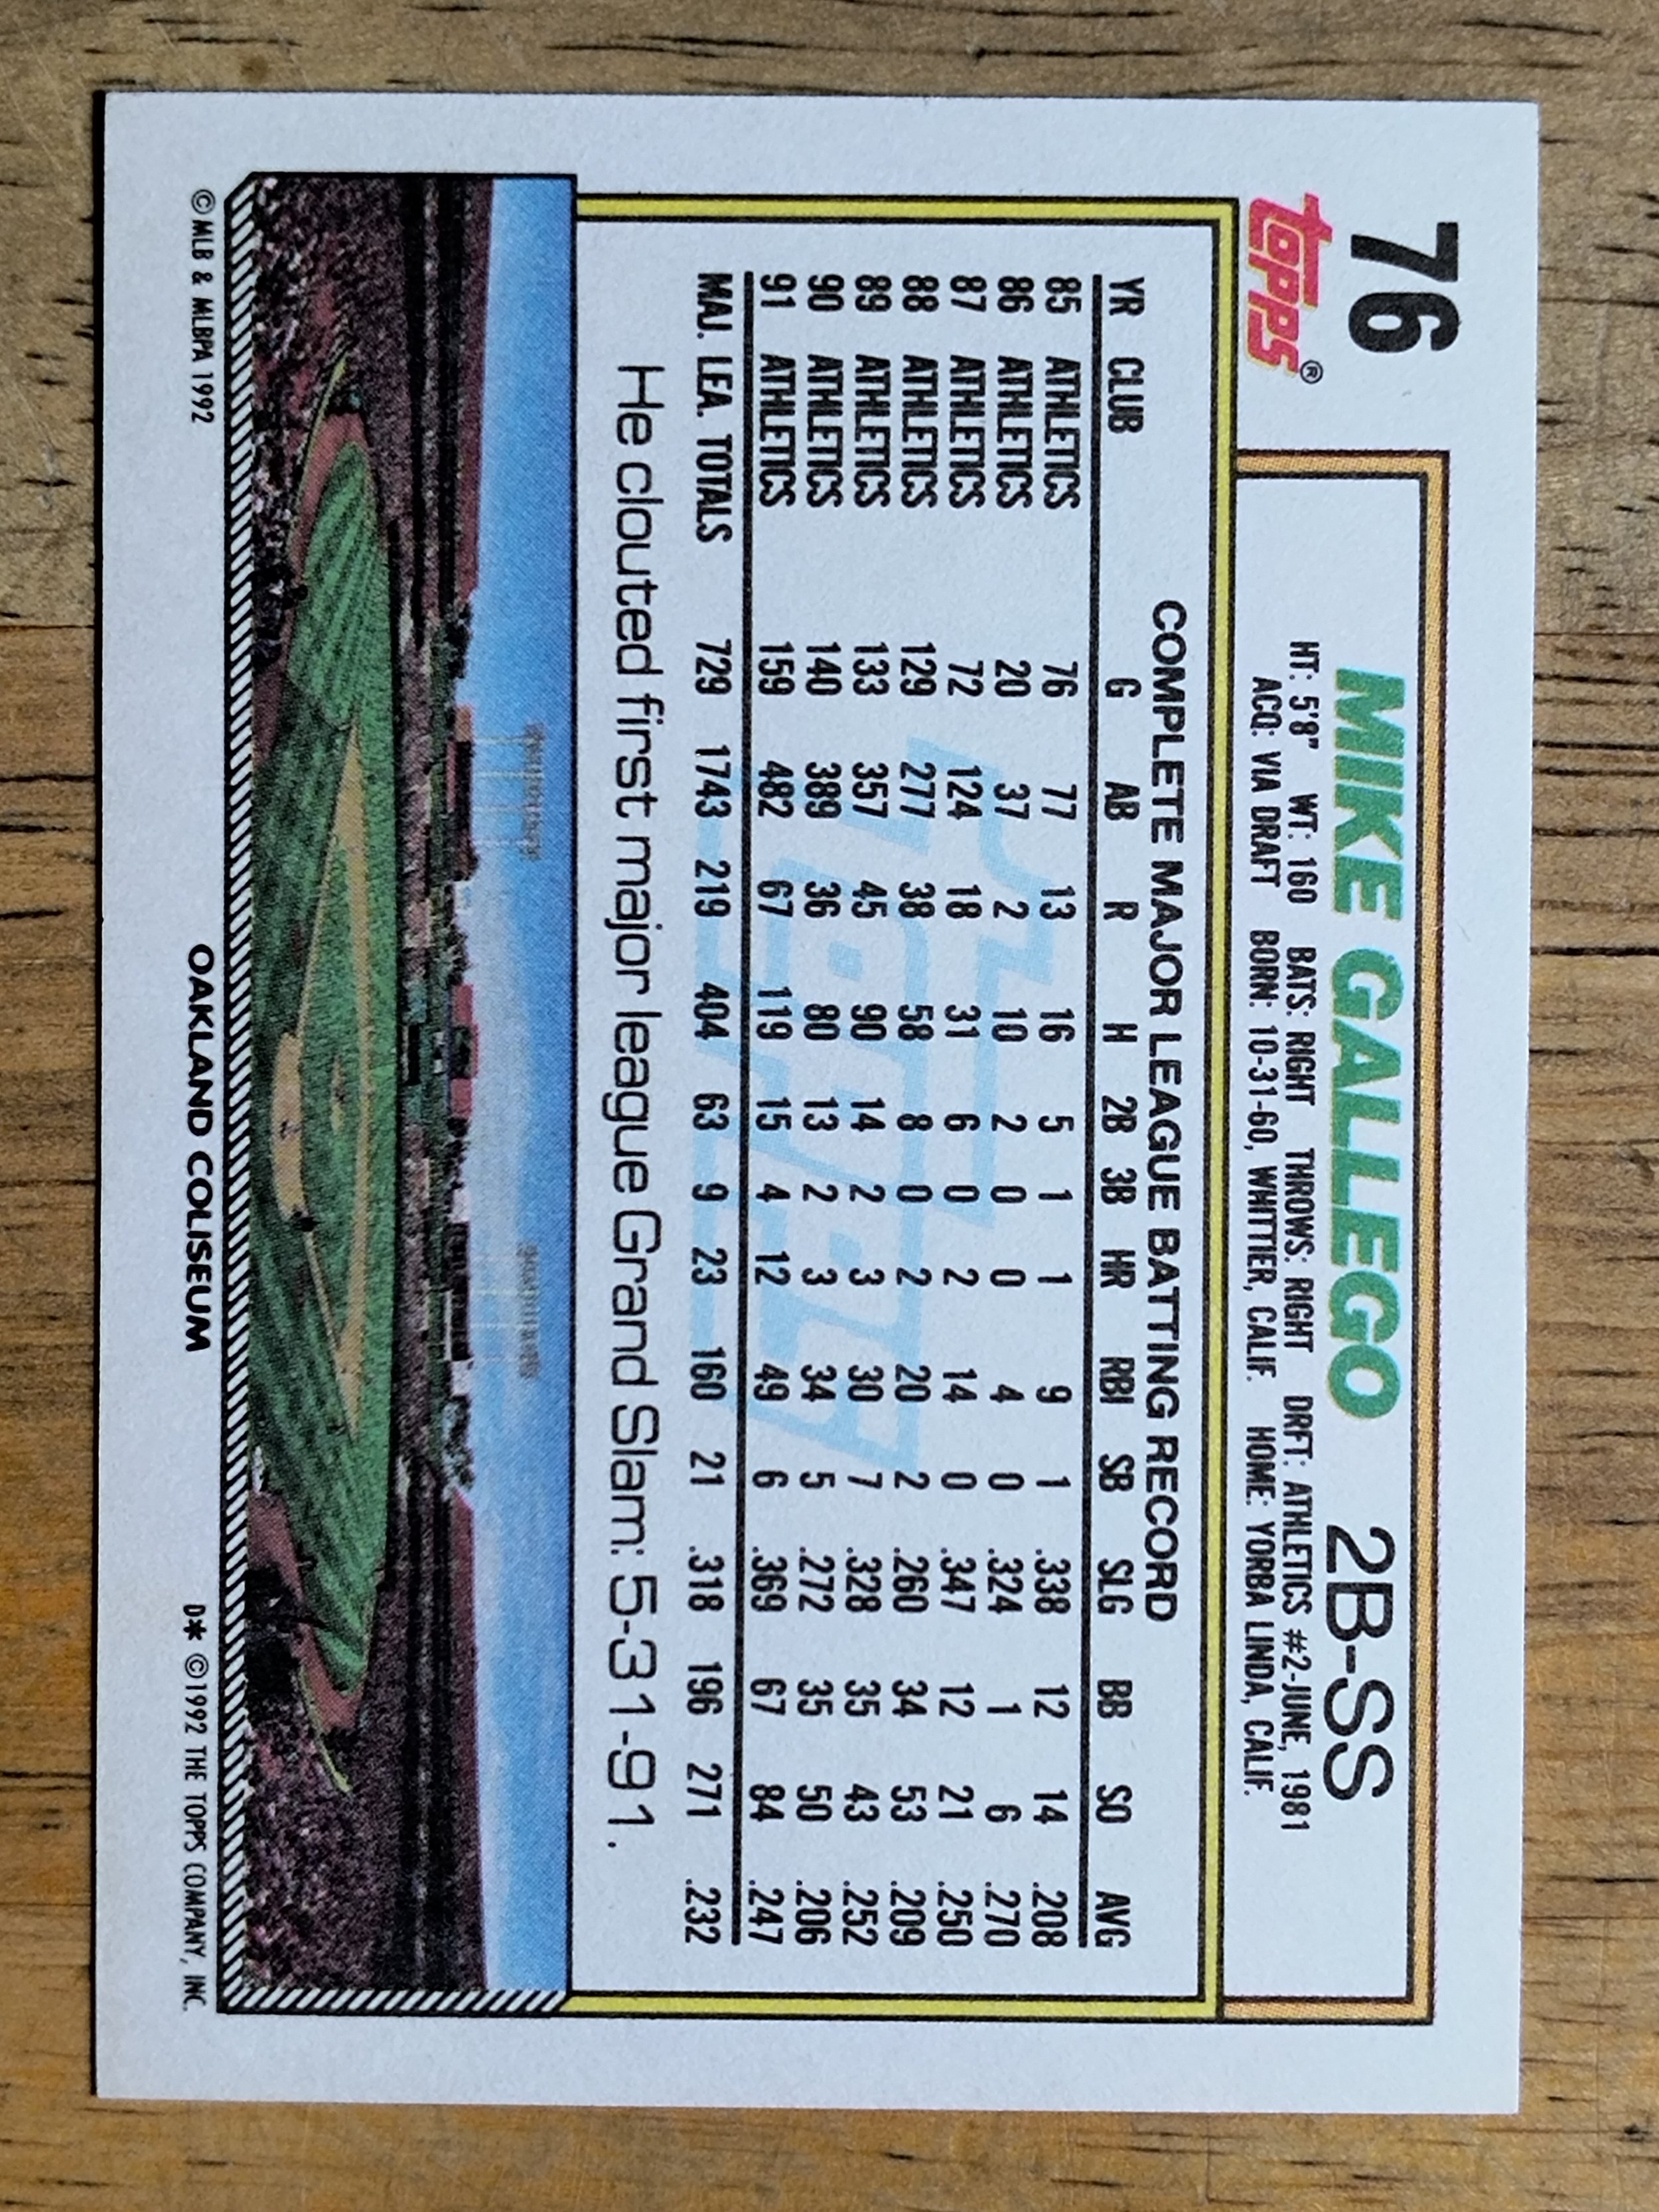 76
MIKE GALLEGO 2B-SS
HT: 5'8" WT: 160 BATS: RIGHT THROWS: RIGHT DRFT: ATHLETICS #2-JUNE, 1981
ACQ: VIA DRAFT BORN: 10-31-60, WHITTIER, CALIF. HOME: YORBA LINDA, CALIF.
TOPPS®
COMPLETE MAJOR LEAGUE BATTING RECORD
YR CLUB G AB R H 2B 3B HR RBI SB SLG BB SO AVG
85 ATHLETICS 76 77 13 16 5 1 1 9 1 .338 12 14 .208
86 ATHLETICS 20 37 2 10 2 0 0 4 0 .324 1 6 .270
87 ATHLETICS 72 124 18 31 6 0 2 14 0 .347 12 21 .250
88 ATHLETICS 129 277 38 58 8 0 2 20 2 .260 34 53 .209
89 ATHLETICS 133 357 45 90 14 2 3 30 7 .328 35 43 .252
90 ATHLETICS 140 389 36 80 13 2 3 34 5 .272 35 50 .206
91 ATHLETICS 159 482 67 119 15 4 12 49 6 .369 67 84 .247
MAJ. LEA. TOTALS 729 1743 219 404 63 9 23 160 21 .318 196 271 .232
He clouted first major league Grand Slam: 5-31-91.
© MLB & MLBPA 1992
OAKLAND COLISEUM
D* © 1992 THE TOPPS COMPANY, INC.